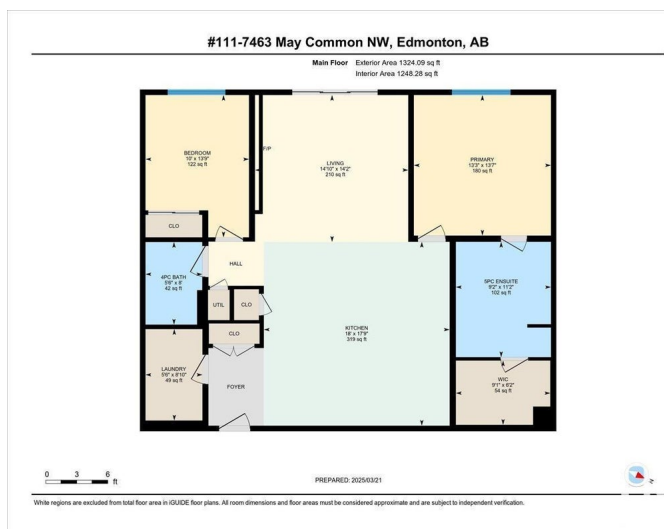 #111-7463 May Common NW, Edmonton, AB
Main Floor Exterior Area 1324.09 sq ft
Interior Area 1248.28 sq ft
BEDROOM
10' x 13'9"
122 sq ft
F/P
LIVING
14'10" x 14'2"
210 sq ft
PRIMARY
13'3" x 13'7"
180 sq ft
CLO
HALL
4PC BATH
5'6" x 8'
42 sq ft
UTIL
CLO
5PC ENSUITE
9'2" x 11'2"
102 sq ft
CLO
KITCHEN
18' x 17'9"
319 sq ft
LAUNDRY
5'6" x 8'10"
49 sq ft
FOYER
WIC
9'1" x 6'2"
54 sq ft
0 3 6
ft
PREPARED: 2025/03/21
N
White regions are excluded from total floor area in iGUIDE floor plans. All room dimensions and floor areas must be considered approximate and are subject to independent verification.